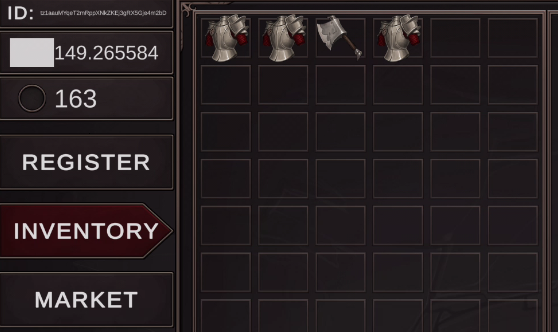 ID:
149.265584
163
REGISTER
INVENTORY
MARKET